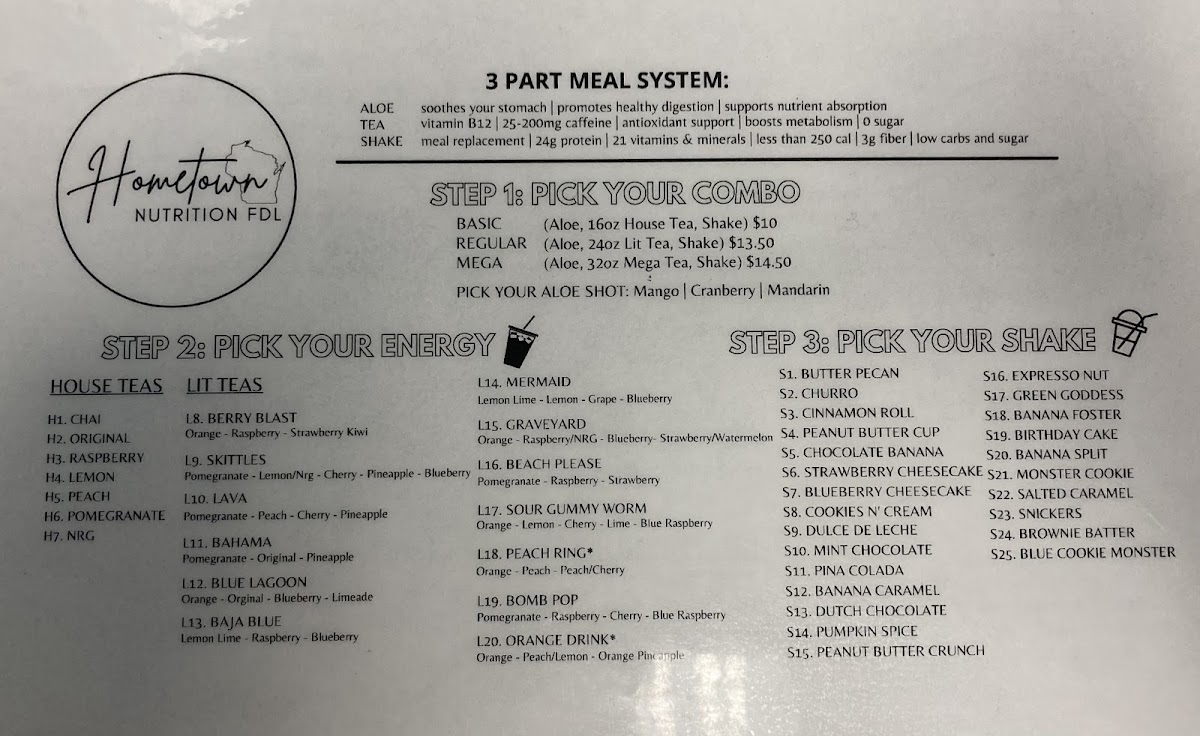 3 PART MEAL SYSTEM:
ALOE soothes your stomach | promotes healthy digestion | supports nutrient absorption
TEA vitamin B12 | 25-200mg caffeine | antioxidant support | boosts metabolism | 0 sugar
SHAKE meal replacement | 24g protein | 21 vitamins & minerals | less than 250 cal | 3g fiber | low carbs and sugar
Hometown
NUTRITION FDL
STEP 1: PICK YOUR COMBO
BASIC (Aloe, 16oz House Tea, Shake) $10
REGULAR (Aloe, 24oz Lit Tea, Shake) $13.50
MEGA (Aloe, 32oz Mega Tea, Shake) $14.50
PICK YOUR ALOE SHOT: Mango | Cranberry | Mandarin
STEP 2: PICK YOUR ENERGY
HOUSE TEAS
H1. CHAI
H2. ORIGINAL
H3. RASPBERRY
H4. LEMON
H5. PEACH
H6. POMEGRANATE
H7. NRG
LIT TEAS
L8. BERRY BLAST
Orange - Raspberry - Strawberry Kiwi
L9. SKITTLES
Pomegranate - Lemon/Nrg - Cherry - Pineapple - Blueberry
L10. LAVA
Pomegranate - Peach - Cherry - Pineapple
L11. BAHAMA
Pomegranate - Original - Pineapple
L12. BLUE LAGOON
Orange - Orginal - Blueberry - Limeade
L13. BAJA BLUE
Lemon Lime - Raspberry - Blueberry
L14. MERMAID
Lemon Lime - Lemon - Grape - Blueberry
L15. GRAVEYARD
Orange - Raspberry/NRG - Blueberry- Strawberry/Watermelon
L16. BEACH PLEASE
Pomegranate - Raspberry - Strawberry
L17. SOUR GUMMY WORM
Orange - Lemon - Cherry - Lime - Blue Raspberry
L18. PEACH RING*
Orange - Peach - Peach/Cherry
L19. BOMB POP
Pomegranate - Raspberry - Cherry - Blue Raspberry
L20. ORANGE DRINK*
Orange - Peach/Lemon - Orange Pineapple
STEP 3: PICK YOUR SHAKE
S1. BUTTER PECAN
S2. CHURRO
S3. CINNAMON ROLL
S4. PEANUT BUTTER CUP
S5. CHOCOLATE BANANA
S6. STRAWBERRY CHEESECAKE
S7. BLUEBERRY CHEESECAKE
S8. COOKIES N' CREAM
S9. DULCE DE LECHE
S10. MINT CHOCOLATE
S11. PINA COLADA
S12. BANANA CARAMEL
S13. DUTCH CHOCOLATE
S14. PUMPKIN SPICE
S15. PEANUT BUTTER CRUNCH
S16. EXPRESSO NUT
S17. GREEN GODDESS
S18. BANANA FOSTER
S19. BIRTHDAY CAKE
S20. BANANA SPLIT
S21. MONSTER COOKIE
S22. SALTED CARAMEL
S23. SNICKERS
S24. BROWNIE BATTER
S25. BLUE COOKIE MONSTER